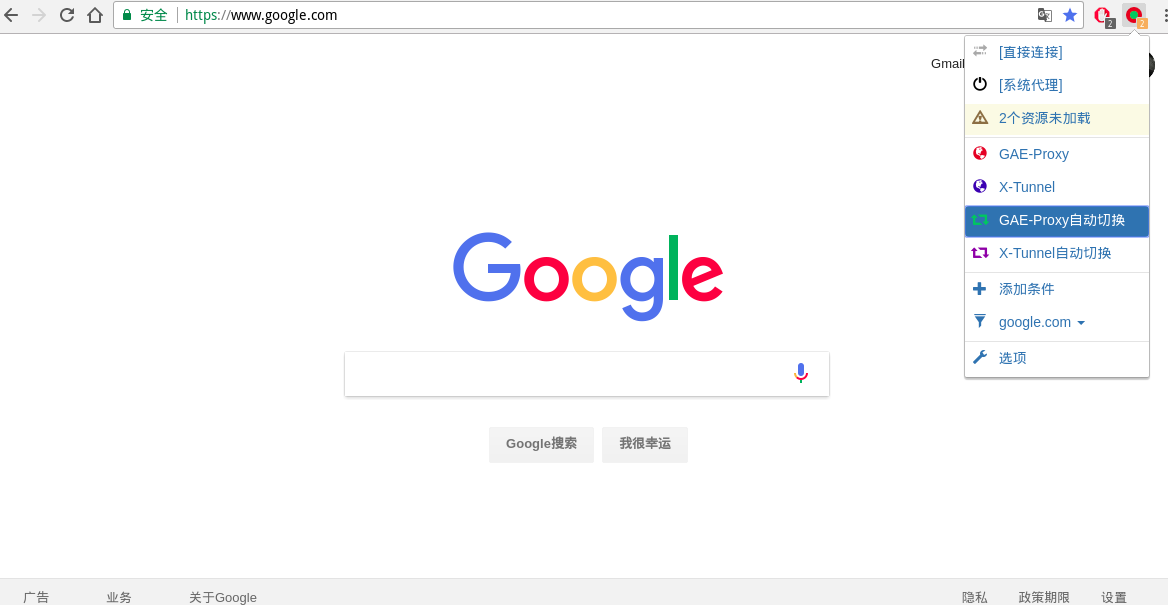 安全 https://www.google.com
2
2
Gmail
[直接连接]
[系统代理]
2个资源未加载
GAE-Proxy
X-Tunnel
GAE-Proxy自动切换
X-Tunnel自动切换
添加条件
google.com
选项
Google
Google搜索 我很幸运
广告 业务 关于Google 隐私 政策期限 设置